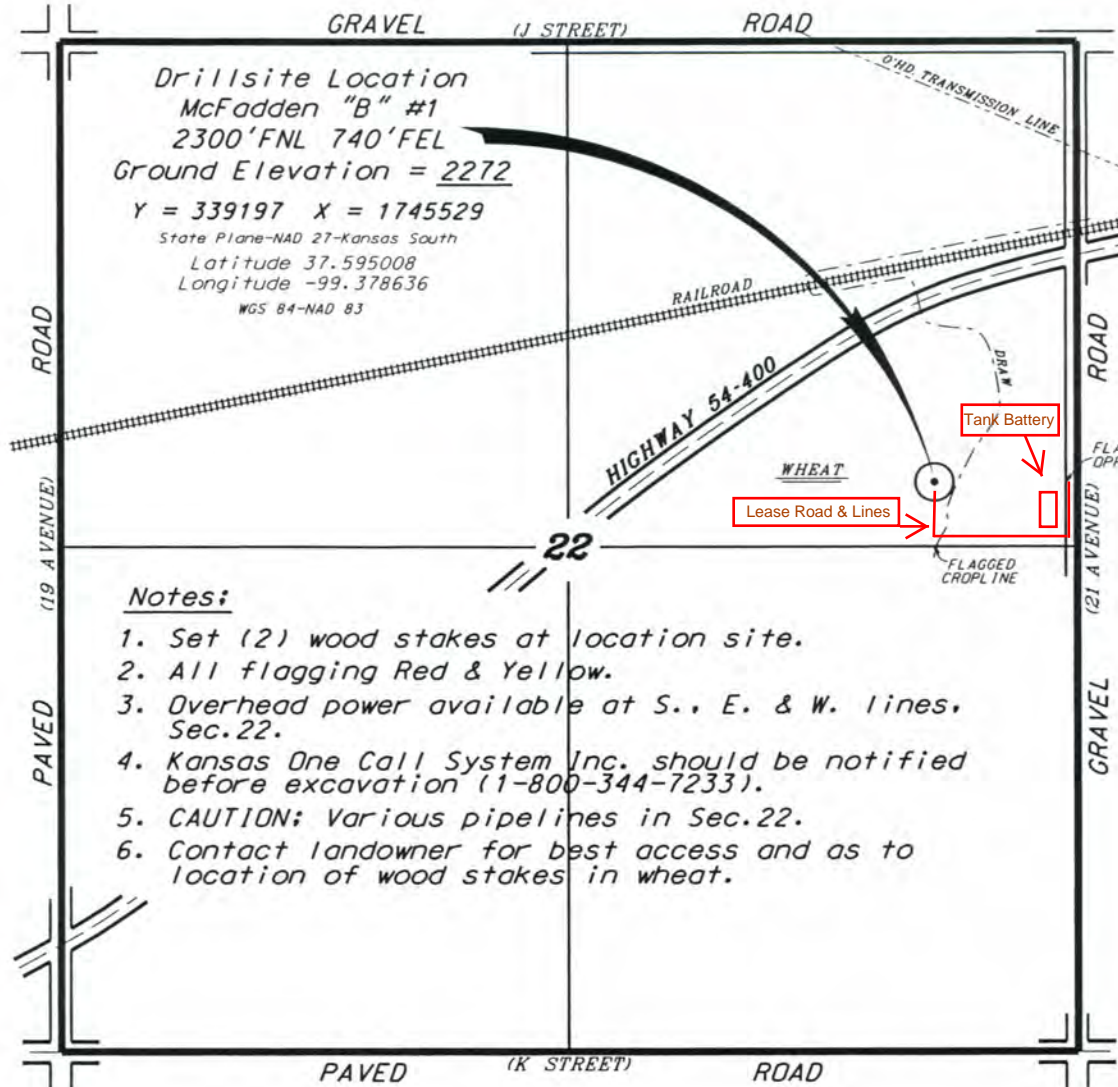 GRAVEL (J STREET) ROAD
Drillsite Location
McFadden "B" #1
2300'FNL 740'FEL
Ground Elevation = 2272
Y = 339197 X = 1745529
State Plane-NAD 27-Kansas South
Latitude 37.595008
Longitude -99.378636
WGS 84-NAD 83
O'HD. TRANSMISSION LINE
RAILROAD
HIGHWAY 54-400
DRAW
Tank Battery
WHEAT
Lease Road & Lines
22
FLAGGED
CROPLINE
ROAD
(19 AVENUE)
PAVED
ROAD
(21 AVENUE)
GRAVEL
Notes:
1. Set (2) wood stakes at location site.
2. All flagging Red & Yellow.
3. Overhead power available at S., E. & W. lines,
Sec.22.
4. Kansas One Call System Inc. should be notified
before excavation (1-800-344-7233).
5. CAUTION: Various pipelines in Sec.22.
6. Contact landowner for best access and as to
location of wood stakes in wheat.
PAVED (K STREET) ROAD